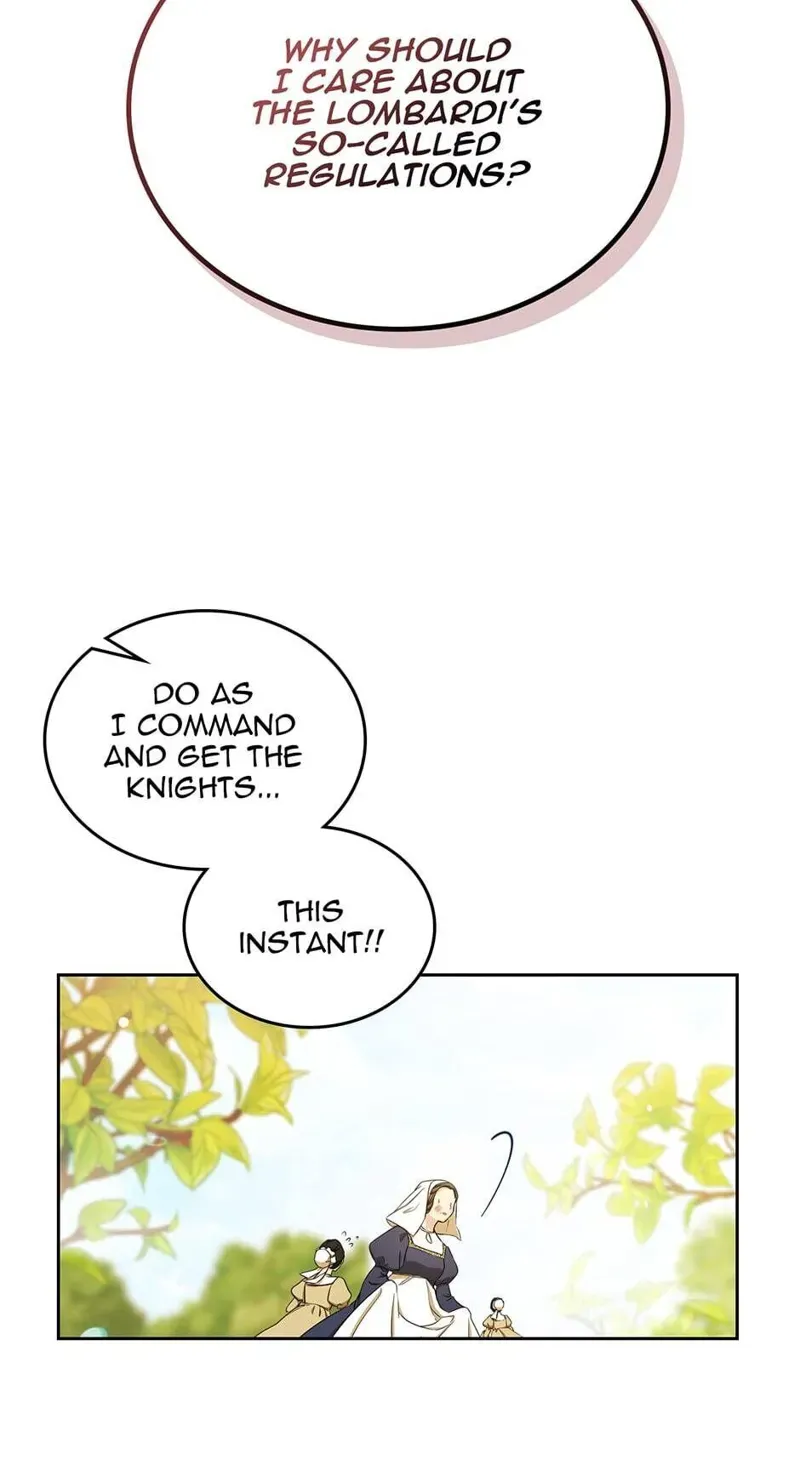 WHY SHOULD
I CARE ABOUT
THE LOMBARDI'S
SO-CALLED
REGULATIONS?
DO AS
I COMMAND
AND GET THE
KNIGHTS...
THIS
INSTANT!!